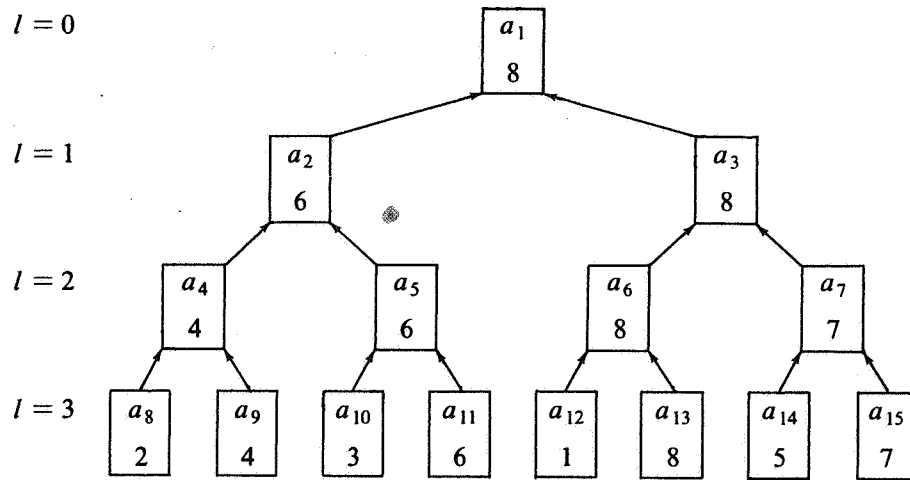 l = 0
a₁
8
l = 1
a₂
a₃
6
8
l = 2
a₄
a₅
a₆
a₇
4
6
8
7
l = 3
a₈
a₉
a₁₀
a₁₁
a₁₂
a₁₃
a₁₄
a₁₅
2
4
3
6
1
8
5
7